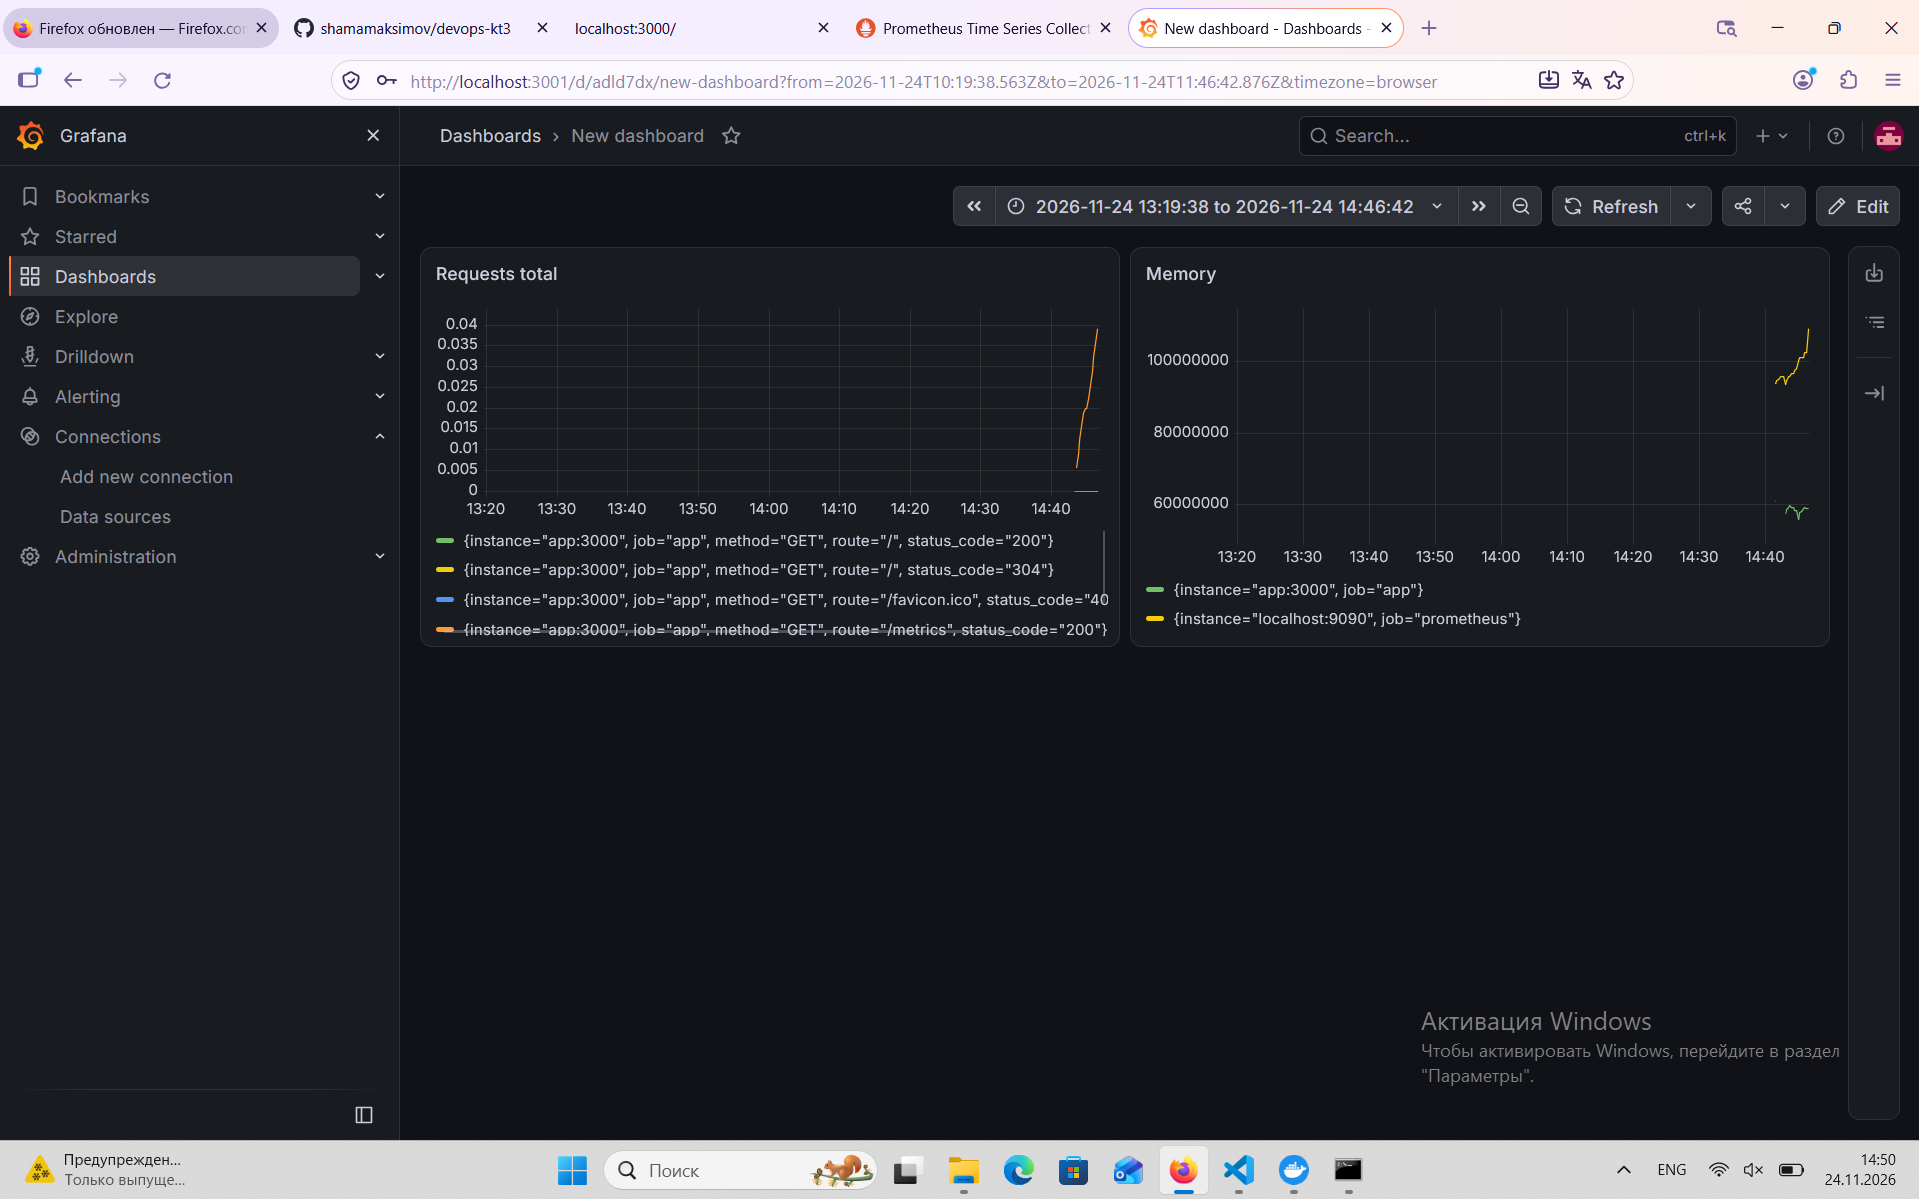 Firefox обновлен — Firefox.co
shamamaksimov/devops-kt3
localhost:3000/
Prometheus Time Series Collect
New dashboard - Dashboards -
http://localhost:3001/d/adld7dx/new-dashboard?from=2026-11-24T10:19:38.563Z&to=2026-11-24T11:46:42.876Z&timezone=browser
Grafana
Dashboards › New dashboard
Search...
ctrl+k
Bookmarks
Starred
Dashboards
Explore
Drilldown
Alerting
Connections
Add new connection
Data sources
Administration
2026-11-24 13:19:38 to 2026-11-24 14:46:42
Refresh
Edit
Requests total
0.04
0.035
0.03
0.025
0.02
0.015
0.01
0.005
0
13:20 13:30 13:40 13:50 14:00 14:10 14:20 14:30 14:40
{instance="app:3000", job="app", method="GET", route="/", status_code="200"}
{instance="app:3000", job="app", method="GET", route="/", status_code="304"}
{instance="app:3000", job="app", method="GET", route="/favicon.ico", status_code="40
{instance="app:3000", job="app", method="GET", route="/metrics", status_code="200"}
Memory
100000000
80000000
60000000
13:20 13:30 13:40 13:50 14:00 14:10 14:20 14:30 14:40
{instance="app:3000", job="app"}
{instance="localhost:9090", job="prometheus"}
Активация Windows
Чтобы активировать Windows, перейдите в раздел
"Параметры".
Предупрежден...
Только выпуще...
Поиск
ENG
14:50
24.11.2026